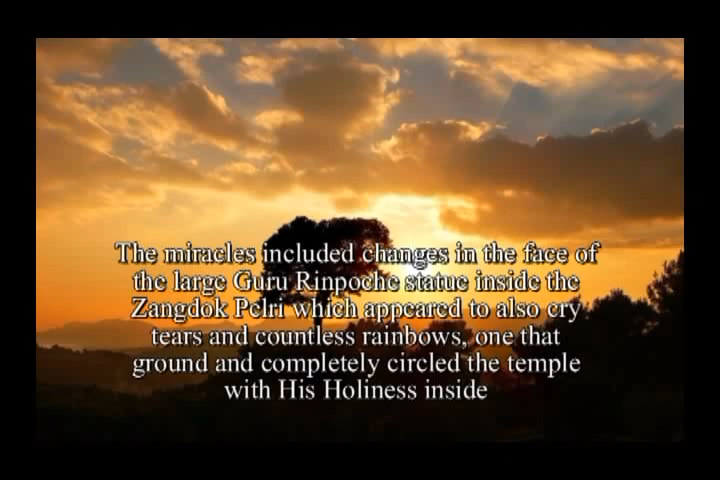 The miracles included changes in the face of
the large Guru Rinpoche statue inside the
Zangdok Pelri which appeared to also cry
tears and countless rainbows, one that
ground and completely circled the temple
with His Holiness inside